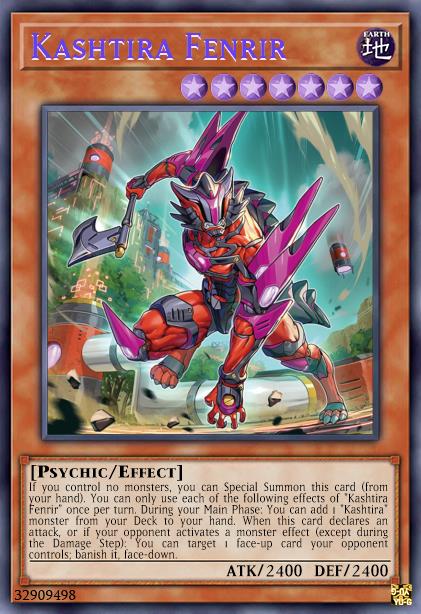 Kashtira Fenrir
EARTH
地
[Psychic/Effect]
If you control no monsters, you can Special Summon this card (from
your hand). You can only use each of the following effects of "Kashtira
Fenrir" once per turn. During your Main Phase: You can add 1 "Kashtira"
monster from your Deck to your hand. When this card declares an
attack, or if your opponent activates a monster effect (except during
the Damage Step): You can target 1 face-up card your opponent
controls; banish it, face-down.
ATK/2400 DEF/2400
32909498